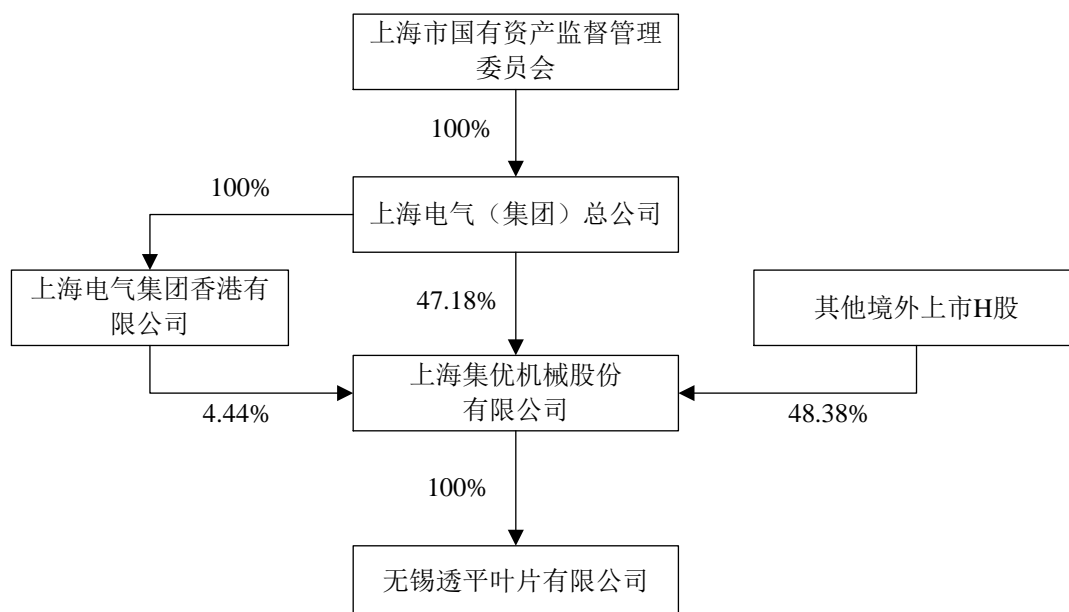 上海市国有资产监督管理
委员会
100%
100%
上海电气（集团）总公司
上海电气集团香港有
限公司
47.18%
其他境外上市H股
上海集优机械股份
有限公司
4.44%
48.38%
100%
无锡透平叶片有限公司